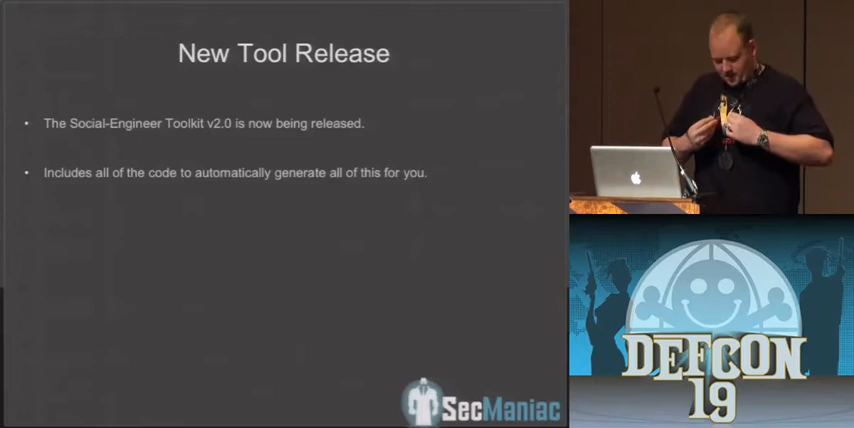 New Tool Release
• The Social-Engineer Toolkit v2.0 is now being released.
• Includes all of the code to automatically generate all of this for you.
SecManiac
DEFCON
19